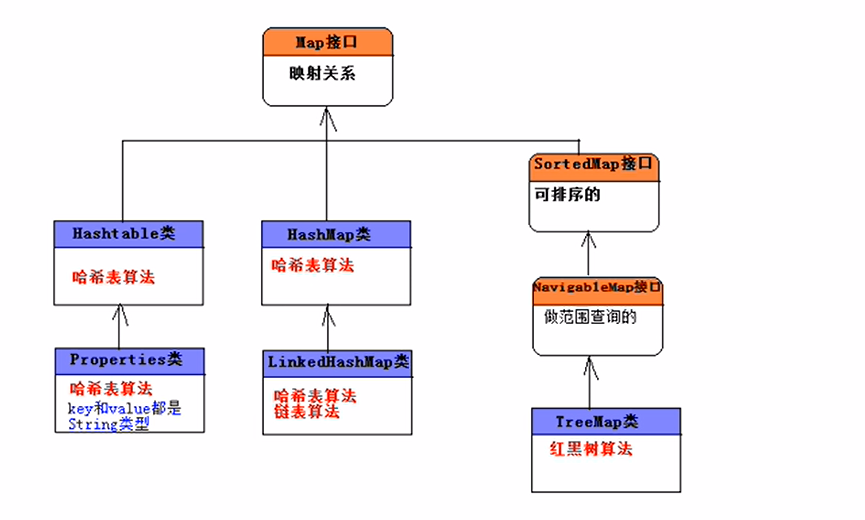 Map接口
映射关系
SortedMap接口
可排序的
Hashtable类
哈希表算法
HashMap类
哈希表算法
NavigableMap接口
做范围查询的
Properties类
哈希表算法
key和value都是
String类型
LinkedHashMap类
哈希表算法
链表算法
TreeMap类
红黑树算法